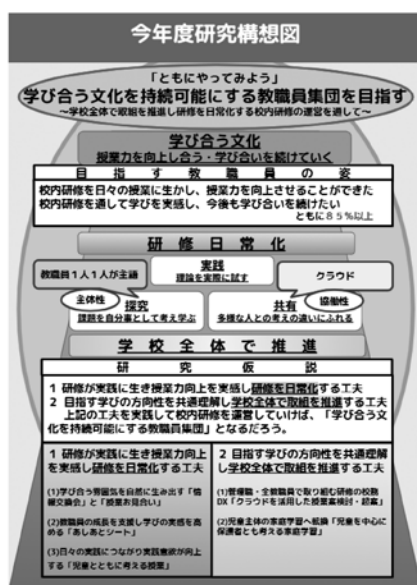 今年度研究構想図
「ともにやってみよう」
学び合う文化を持続可能にする教職員集団を目指す
～学校全体で取組を推進し研修を日常化する校内研修の運営を通して～
学び合う文化
授業力を向上し合う・学び合いを続けていく
目指す教職員の姿
校内研修を日々の授業に生かし、授業力を向上させることができた
校内研修を通して学びを実感し、今後も学び合いを続けたい
ともに８５％以上
研修日常化
教職員１人１人が主語
実践
理論を実際に試す
クラウド
主体性
探究
課題を自分事として考え学ぶ
共有
協働性
多様な人との考えの違いにふれる
学校全体で推進
研究仮説
１ 研修が実践に生き授業力向上を実感し研修を日常化する工夫
２ 目指す学びの方向性を共通理解し学校全体で取組を推進する工夫
上記の工夫を実践して校内研修を運営していけば、「学び合う文
化を持続可能にする教職員集団」となるだろう。
１ 研修が実践に生き授業力向上
を実感し研修を日常化する工夫
(1)学び合う雰囲気を自然に生み出す「情
報交換会」と「授業お見合い」
(2)教職員の成長を支援し学びの実感を高
める「あしあとシート」
(3)日々の実践につながり実践意欲が向上
する「児童とともに考える授業」
２ 目指す学びの方向性を共通理解
し学校全体で取組を推進する工夫
(1)管理職・全教職員で取り組む研修の校務
DX「クラウドを活用した授業案検討・起案」
(2)児童主体の家庭学習へ転換「児童を中心に
保護者とも考える家庭学習」